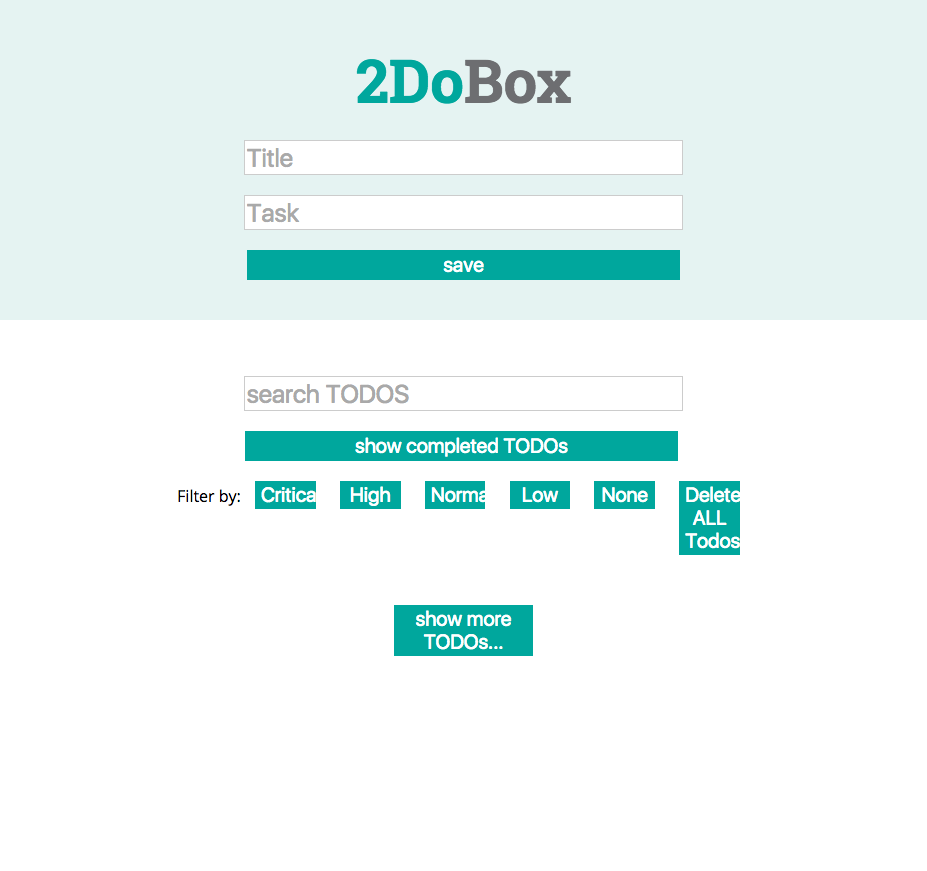 2DoBox
Title
Task
save
search TODOS
show completed TODOs
Filter by: Critica High Norma Low None Delete
ALL
Todos
show more
TODOs...